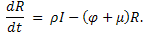 dR/dt = ρI − (φ + μ)R.